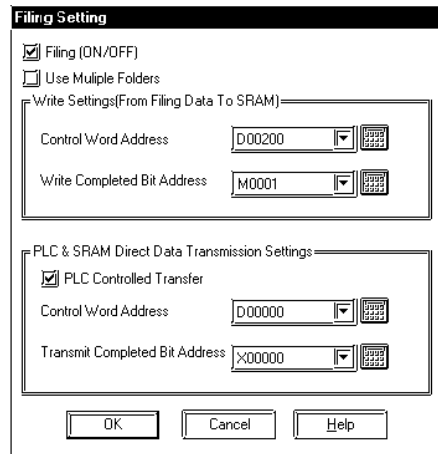 Filing Setting
Filing (ON/OFF)
Use Muliple Folders
Write Settings(From Filing Data To SRAM)
Control Word Address D00200
Write Completed Bit Address M0001
PLC & SRAM Direct Data Transmission Settings
PLC Controlled Transfer
Control Word Address D00000
Transmit Completed Bit Address X00000
OK Cancel Help